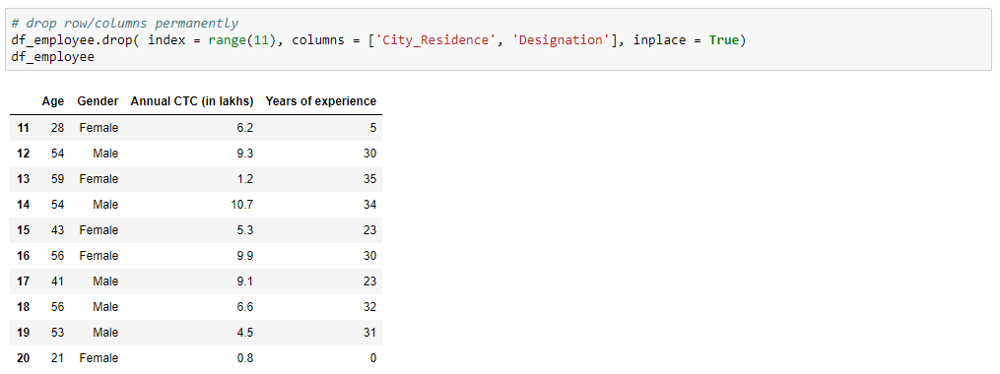 # drop row/columns permanently
df_employee.drop( index = range(11), columns = ['City_Residence', 'Designation'], inplace = True)
df_employee
Age Gender Annual CTC (in lakhs) Years of experience
11 28 Female 6.2 5
12 54 Male 9.3 30
13 59 Female 1.2 35
14 54 Male 10.7 34
15 43 Female 5.3 23
16 56 Female 9.9 30
17 41 Male 9.1 23
18 56 Male 6.6 32
19 53 Male 4.5 31
20 21 Female 0.8 0